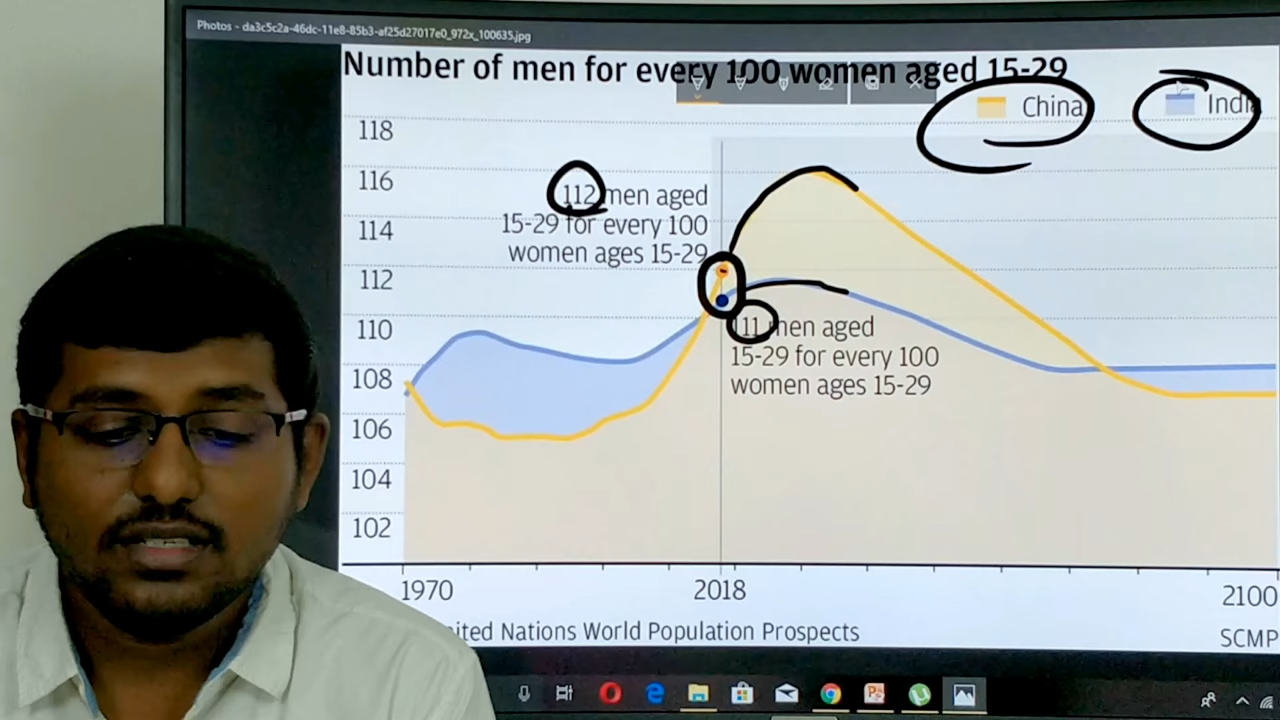 Photos - da3c5c2a-46dc-11e8-85b3-af25d27017e0_972x_100635.jpg
Number of men for every 100 women aged 15-29
China
India
118
116
114
112
110
108
106
104
102
112 men aged
15-29 for every 100
women ages 15-29
111 men aged
15-29 for every 100
women ages 15-29
1970
2018
2100
Nations World Population Prospects
SCMP